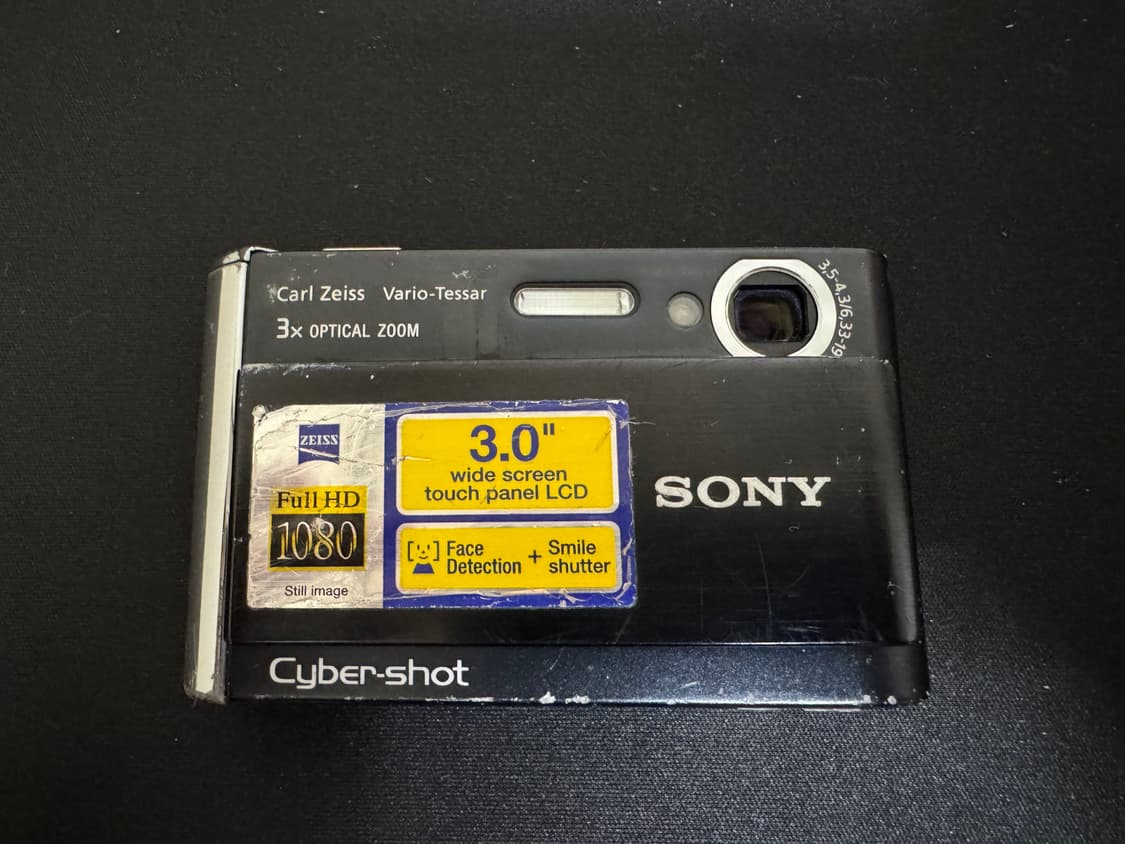 Carl Zeiss Vario-Tessar
3x OPTICAL ZOOM
3,5-4,3/6,33-19
ZEISS
Full HD
1080
Still image
3.0"
wide screen
touch panel LCD
Face
Detection
+
Smile
shutter
SONY
Cyber-shot